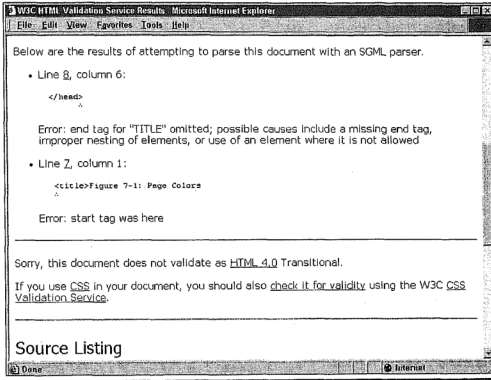 W3C HTML Validation Service Results - Microsoft Internet Explorer
File Edit View Favorites Tools Help
Below are the results of attempting to parse this document with an SGML parser.
• Line 8, column 6:
</head>
^
Error: end tag for "TITLE" omitted; possible causes include a missing end tag,
improper nesting of elements, or use of an element where it is not allowed
• Line 7, column 1:
<title>Figure 7-1: Page Colors
^
Error: start tag was here
Sorry, this document does not validate as HTML 4.0 Transitional.
If you use CSS in your document, you should also check it for validity using the W3C CSS
Validation Service.
Source Listing
Done
Internet